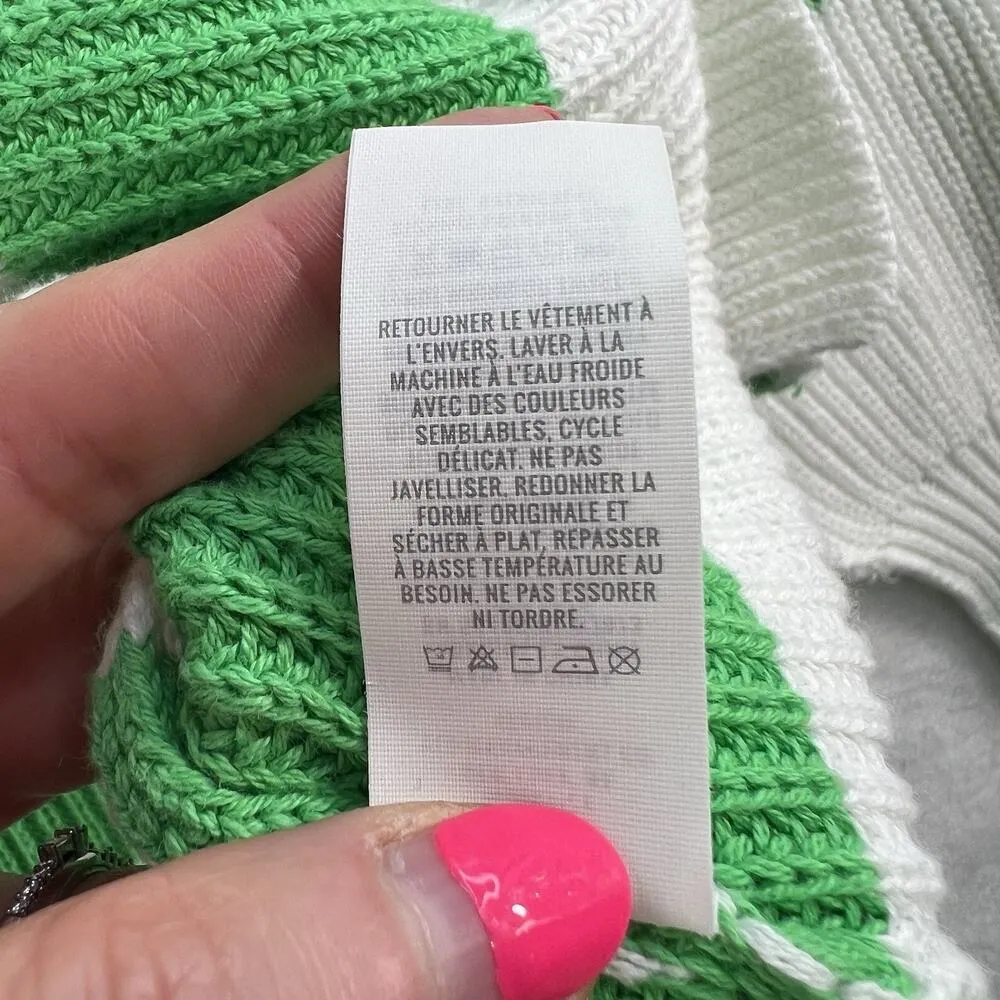 RETOURNER LE VÊTEMENT À
L'ENVERS. LAVER À LA
MACHINE À L'EAU FROIDE
AVEC DES COULEURS
SEMBLABLES, CYCLE
DÉLICAT. NE PAS
JAVELLISER. REDONNER LA
FORME ORIGINALE ET
SÉCHER À PLAT, REPASSER
À BASSE TEMPÉRATURE AU
BESOIN. NE PAS ESSORER
NI TORDRE.